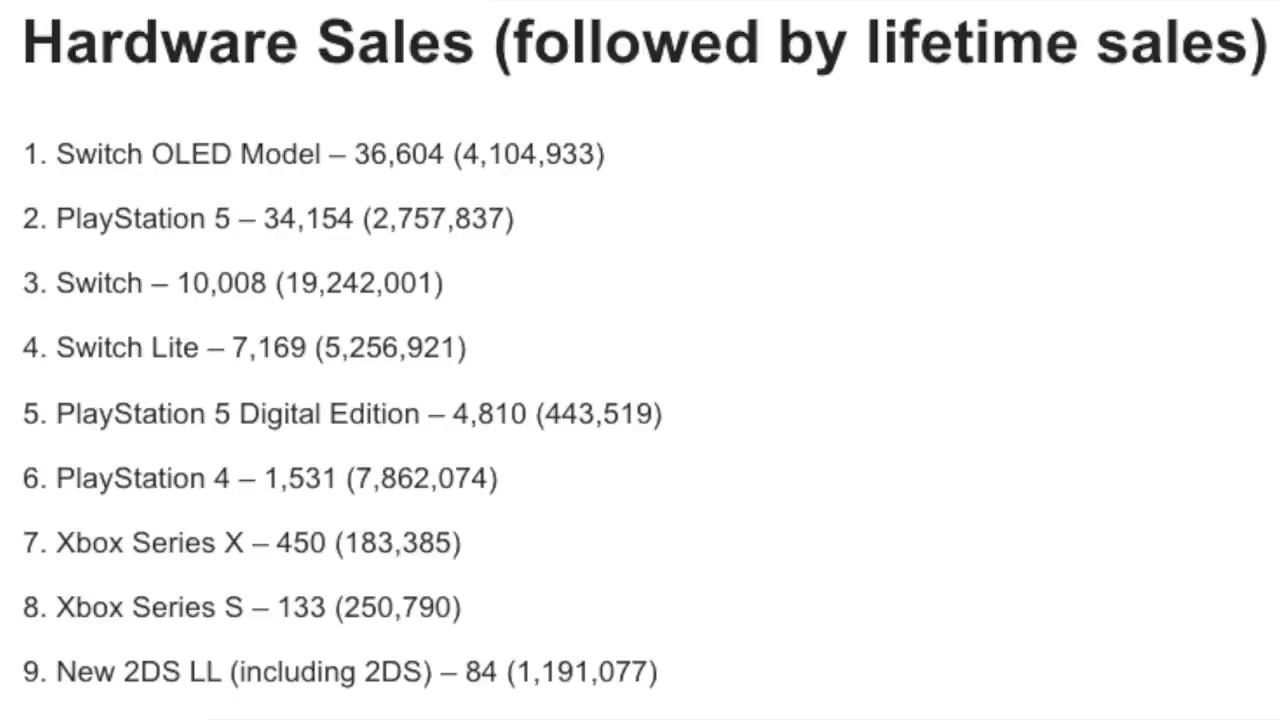 Hardware Sales (followed by lifetime sales)
1. Switch OLED Model – 36,604 (4,104,933)
2. PlayStation 5 – 34,154 (2,757,837)
3. Switch – 10,008 (19,242,001)
4. Switch Lite – 7,169 (5,256,921)
5. PlayStation 5 Digital Edition – 4,810 (443,519)
6. PlayStation 4 – 1,531 (7,862,074)
7. Xbox Series X – 450 (183,385)
8. Xbox Series S – 133 (250,790)
9. New 2DS LL (including 2DS) – 84 (1,191,077)